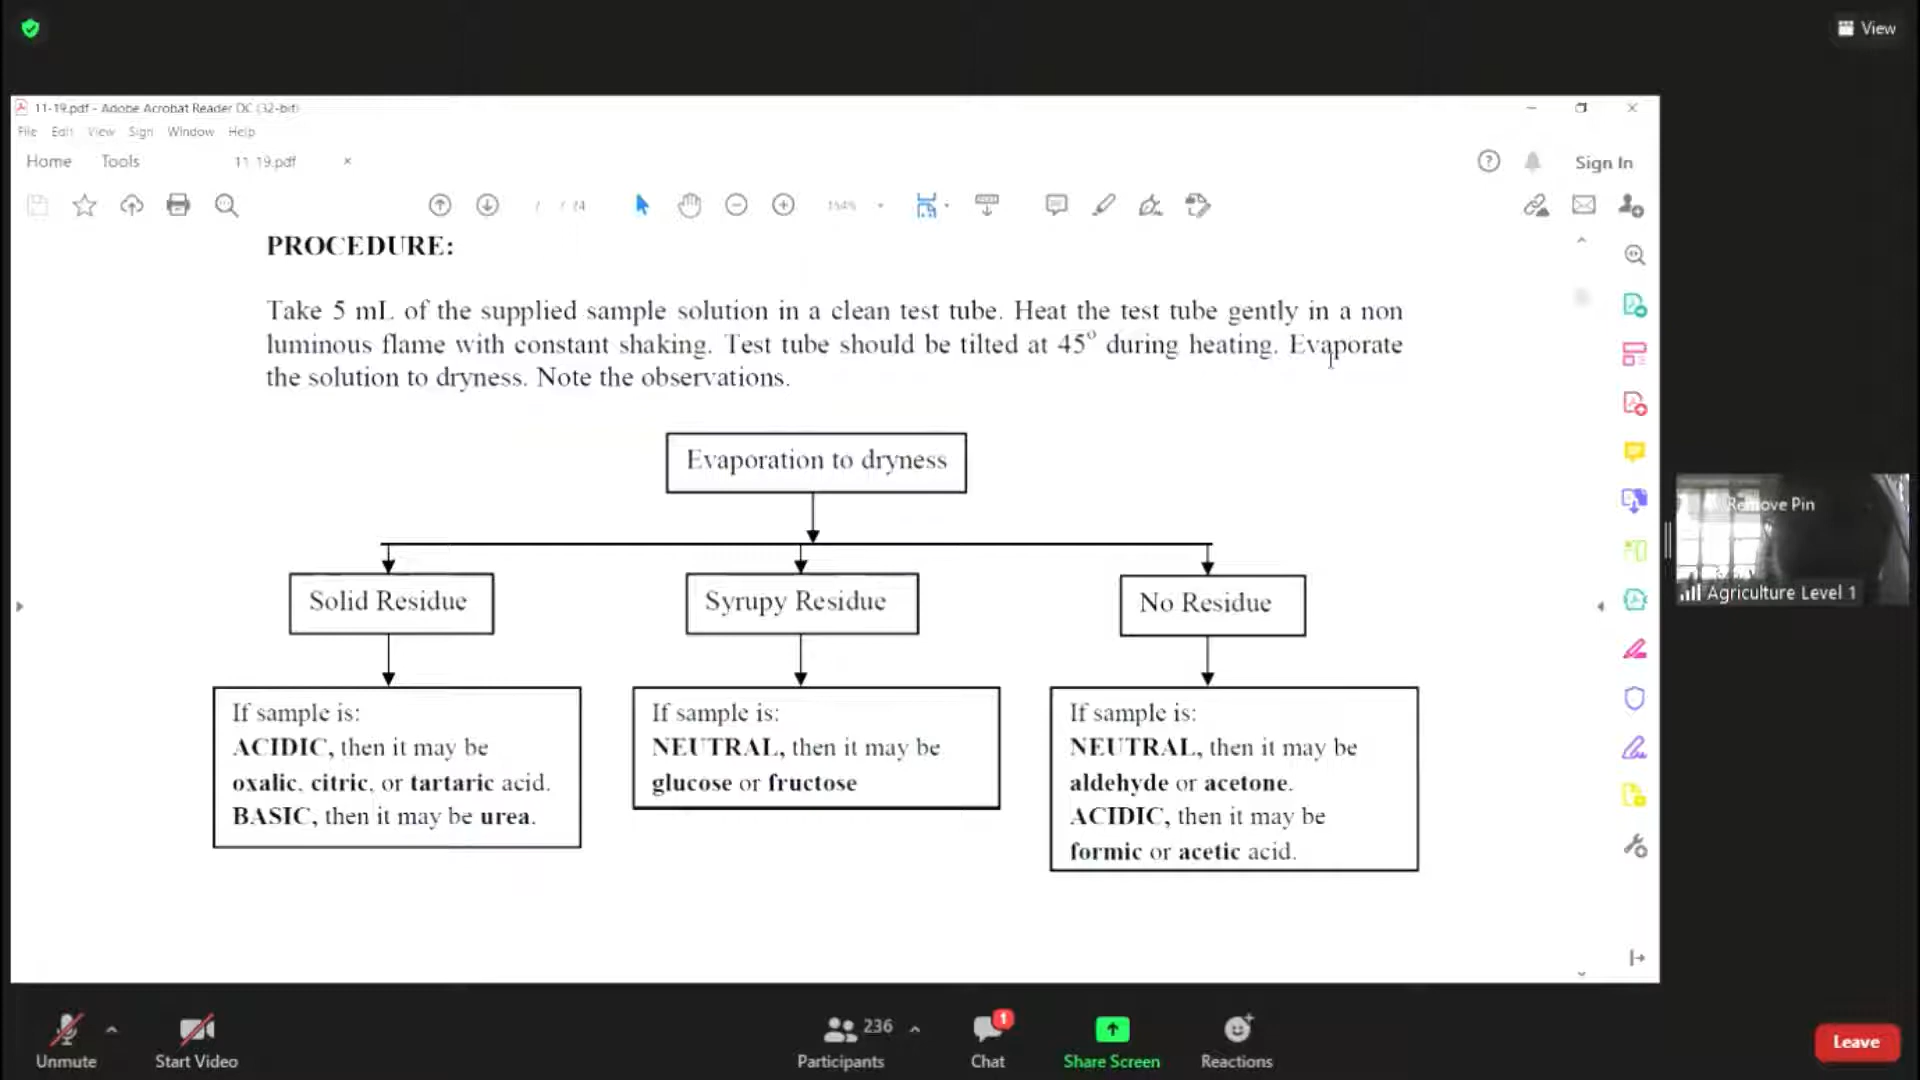 View
11-19.pdf - Adobe Acrobat Reader DC (32-bit)
File Edit View Sign Window Help
Home Tools 11-19.pdf ×
Sign In
/ 24 154%
PROCEDURE:
Take 5 mL of the supplied sample solution in a clean test tube. Heat the test tube gently in a non
luminous flame with constant shaking. Test tube should be tilted at 45° during heating. Evaporate
the solution to dryness. Note the observations.
Evaporation to dryness
Solid Residue
Syrupy Residue
No Residue
If sample is:
ACIDIC, then it may be
oxalic, citric, or tartaric acid.
BASIC, then it may be urea.
If sample is:
NEUTRAL, then it may be
glucose or fructose
If sample is:
NEUTRAL, then it may be
aldehyde or acetone.
ACIDIC, then it may be
formic or acetic acid.
Remove Pin
Agriculture Level 1
Unmute
Start Video
236
Participants
1
Chat
Share Screen
Reactions
Leave